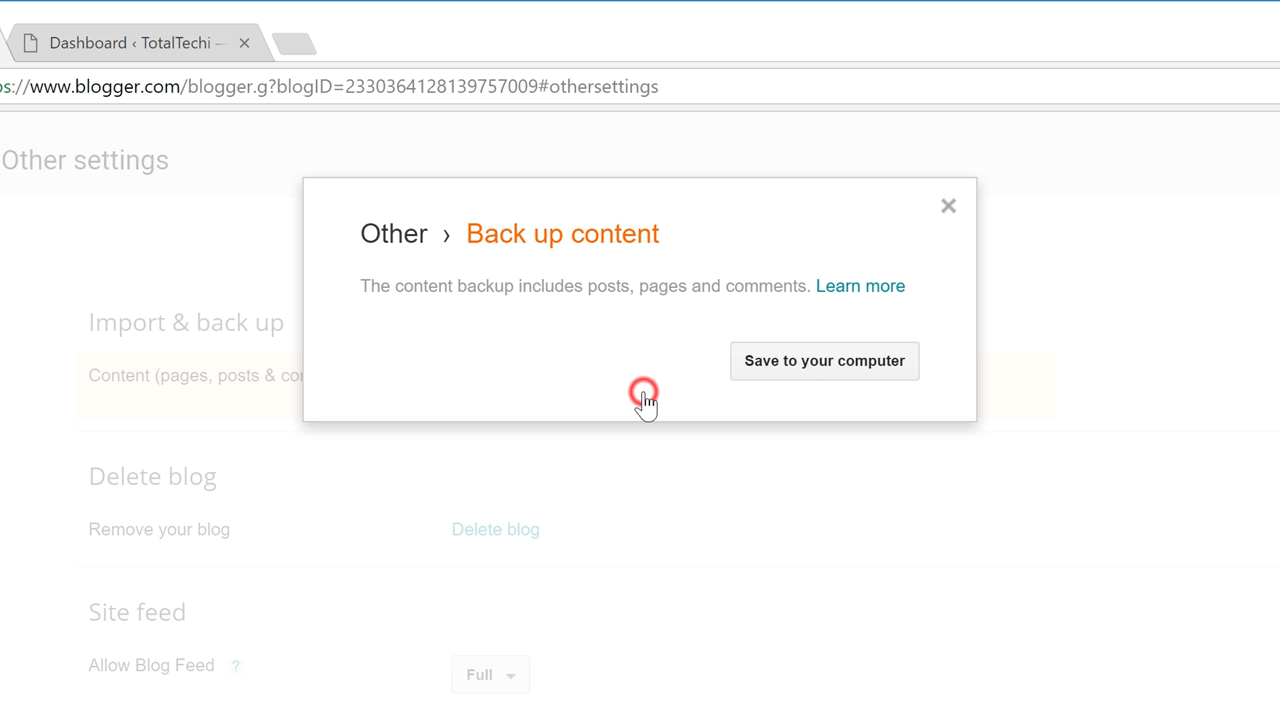 Dashboard ‹ TotalTechi —
ps://www.blogger.com/blogger.g?blogID=2330364128139757009#othersettings
Other settings
Other › Back up content
The content backup includes posts, pages and comments. Learn more
Import & back up
Save to your computer
Content (pages, posts & co
Delete blog
Remove your blog Delete blog
Site feed
Allow Blog Feed ? Full